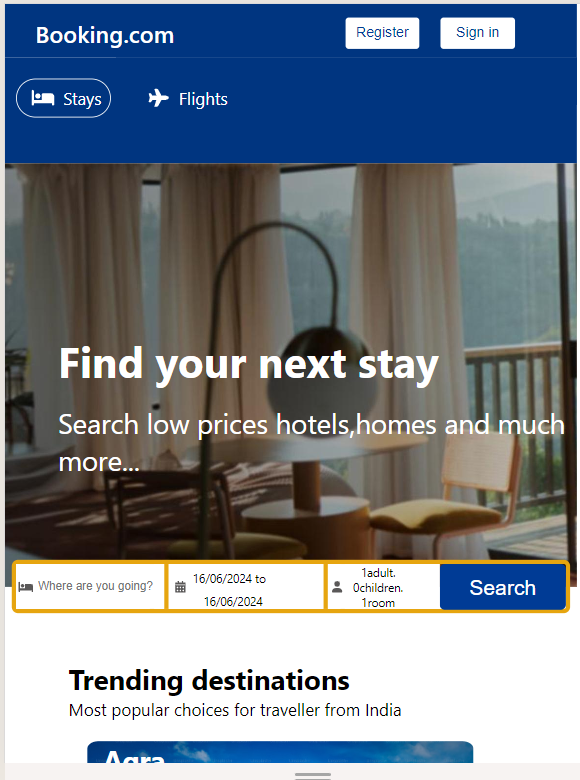 Booking.com
Register
Sign in
Stays
Flights
Find your next stay
Search low prices hotels,homes and much
more...
Where are you going?
16/06/2024 to
16/06/2024
1adult.
0children.
1room
Search
Trending destinations
Most popular choices for traveller from India
Agra